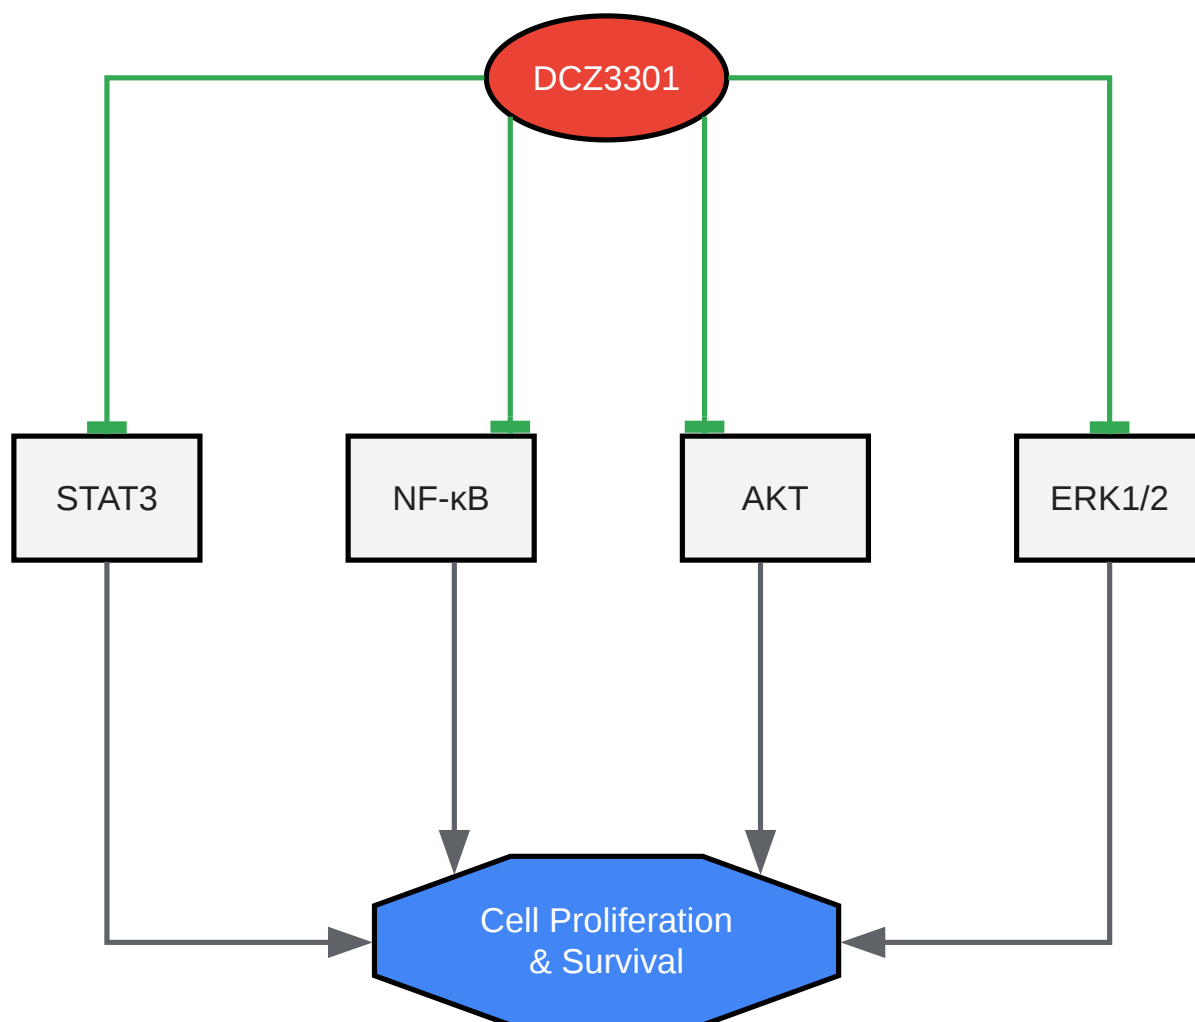 DCZ3301
STAT3
NF-κB
AKT
ERK1/2
Cell Proliferation
& Survival